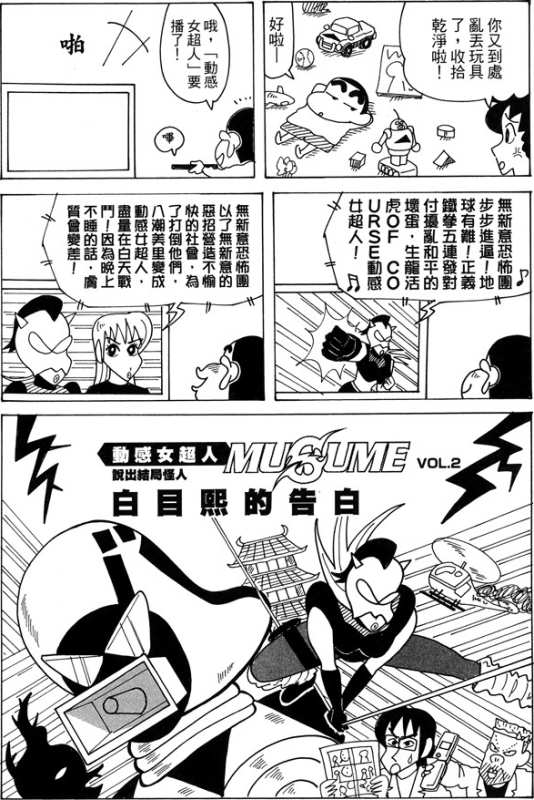 你又到處
亂丟玩具
了，收拾
乾淨啦！
好啦—
哦，「動感
女超人」要
播了！
嗶
啪
無新意恐怖團
步步進逼！地
球有難！正義
鐵拳五連發對
付擾亂和平的
壞蛋，生龍活
虎OF CO
URSE動感
女超人！♪
無新意恐怖團
以了無新意的
惡招營造不愉
快的社會，為
了打倒他們，
八潮美里變成
動感女超人，
盡量在白天戰
鬥！因為晚上
不睡的話，膚
質會變差！
動感女超人 MUSUME VOL.2
說出結局怪人
白目熙的告白